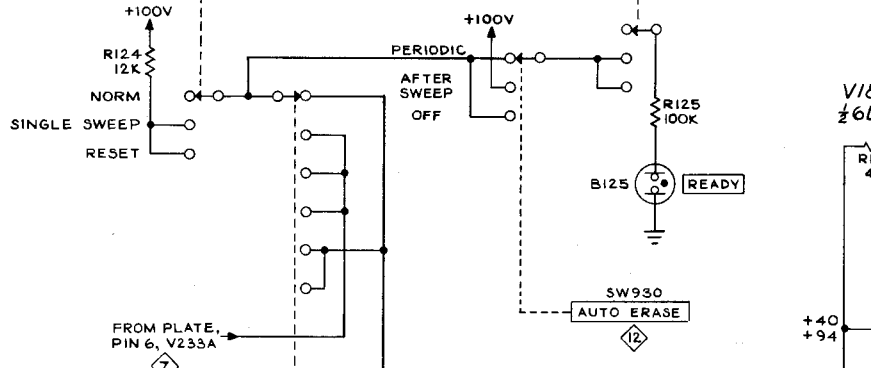 +100V
R124
12K
NORM
SINGLE SWEEP
RESET
+100V
PERIODIC
AFTER
SWEEP
OFF
R125
100K
B125
READY
SW930
AUTO ERASE
12
FROM PLATE,
PIN 6, V233A
7
+40
+94